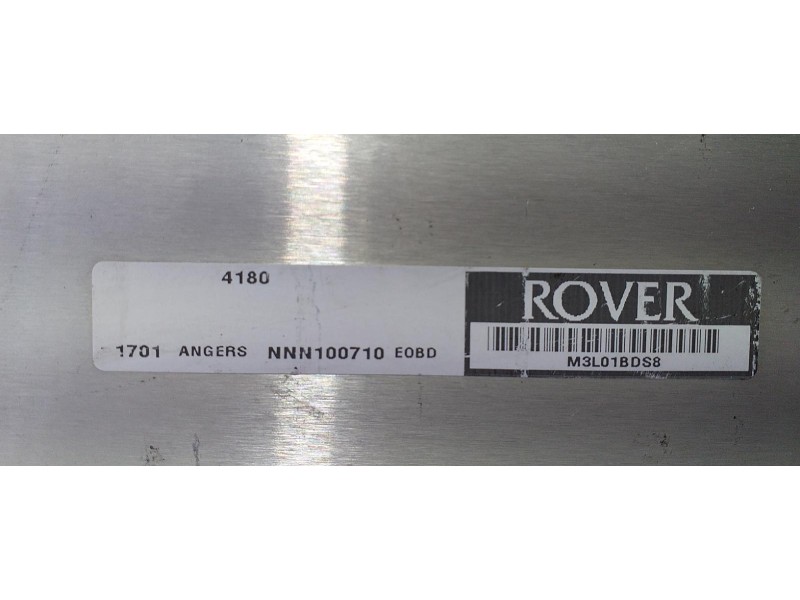 4180
1701 ANGERS NNN100710 EOBD
ROVER
M3L01BDS8